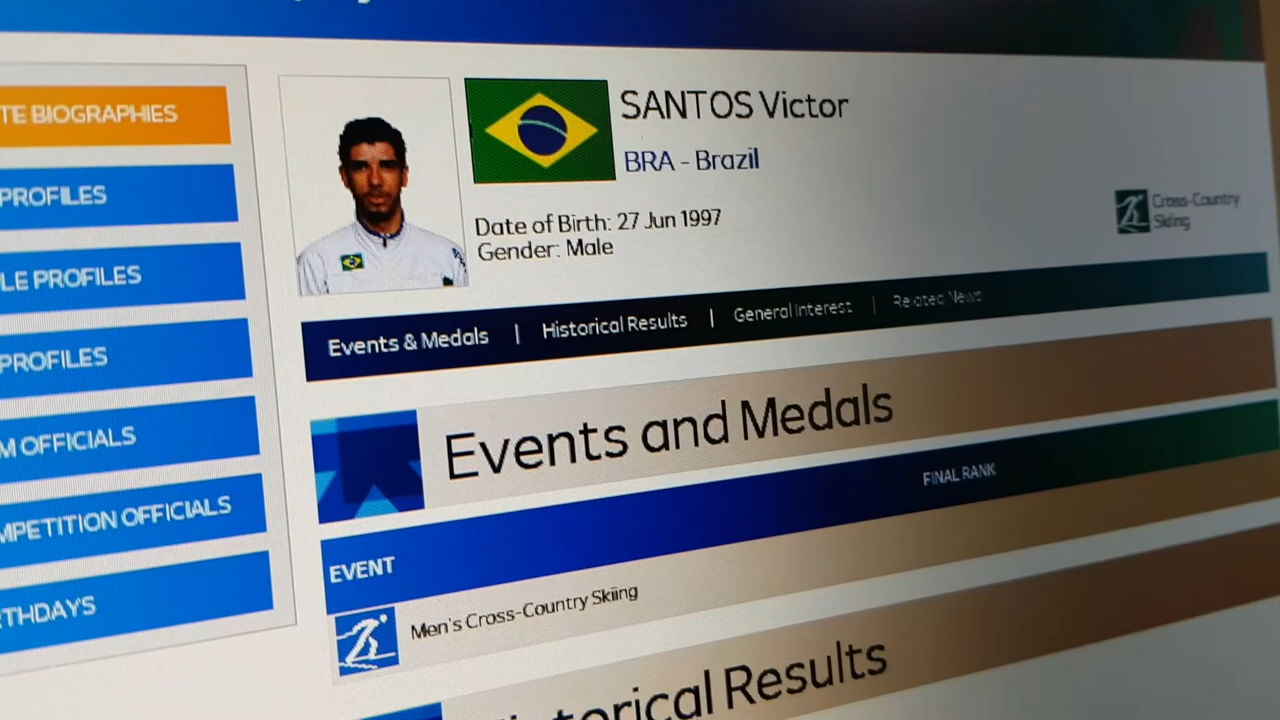 TE BIOGRAPHIES
PROFILES
LE PROFILES
PROFILES
M OFFICIALS
MPETITION OFFICIALS
RTHDAYS
SANTOS Victor
BRA - Brazil
Date of Birth: 27 Jun 1997
Gender: Male
Cross-Country
Skiing
Events & Medals | Historical Results | General Interest | Related News
Events and Medals
FINAL RANK
EVENT
Men's Cross-Country Skiing
Historical Results